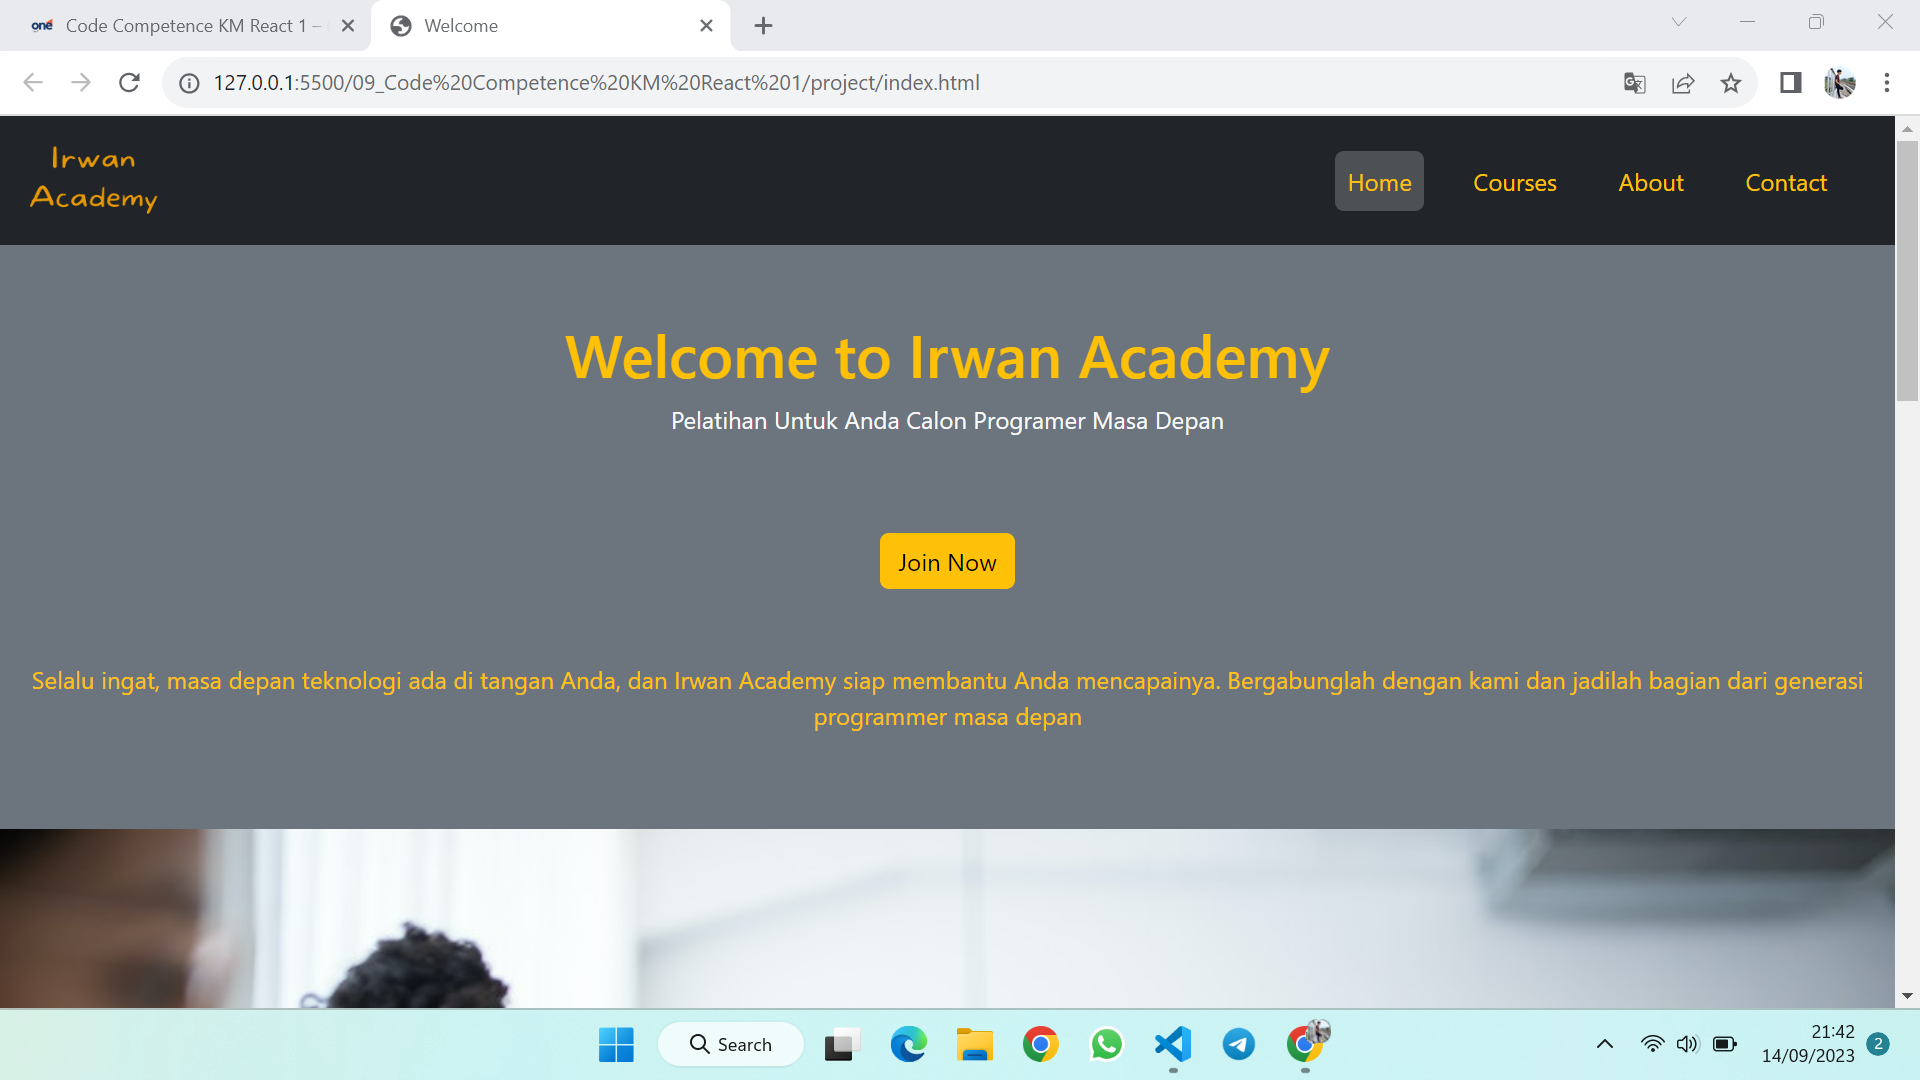 one
Code Competence KM React 1 –
Welcome
127.0.0.1:5500/09_Code%20Competence%20KM%20React%201/project/index.html
Irwan
Academy
Home
Courses
About
Contact
Welcome to Irwan Academy
Pelatihan Untuk Anda Calon Programer Masa Depan
Join Now
Selalu ingat, masa depan teknologi ada di tangan Anda, dan Irwan Academy siap membantu Anda mencapainya. Bergabunglah dengan kami dan jadilah bagian dari generasi
programmer masa depan
Search
21:42
14/09/2023
2